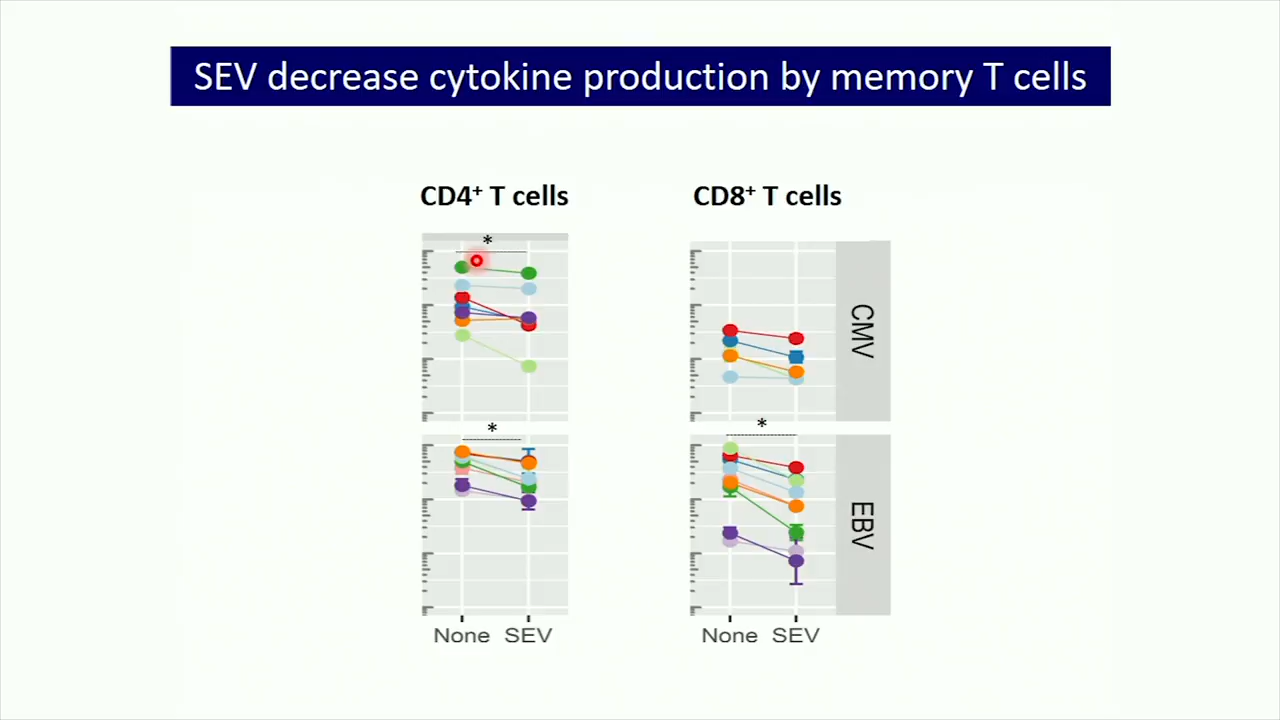 SEV decrease cytokine production by memory T cells
CD4⁺ T cells
CD8⁺ T cells
*
CMV
*
*
EBV
None SEV
None SEV